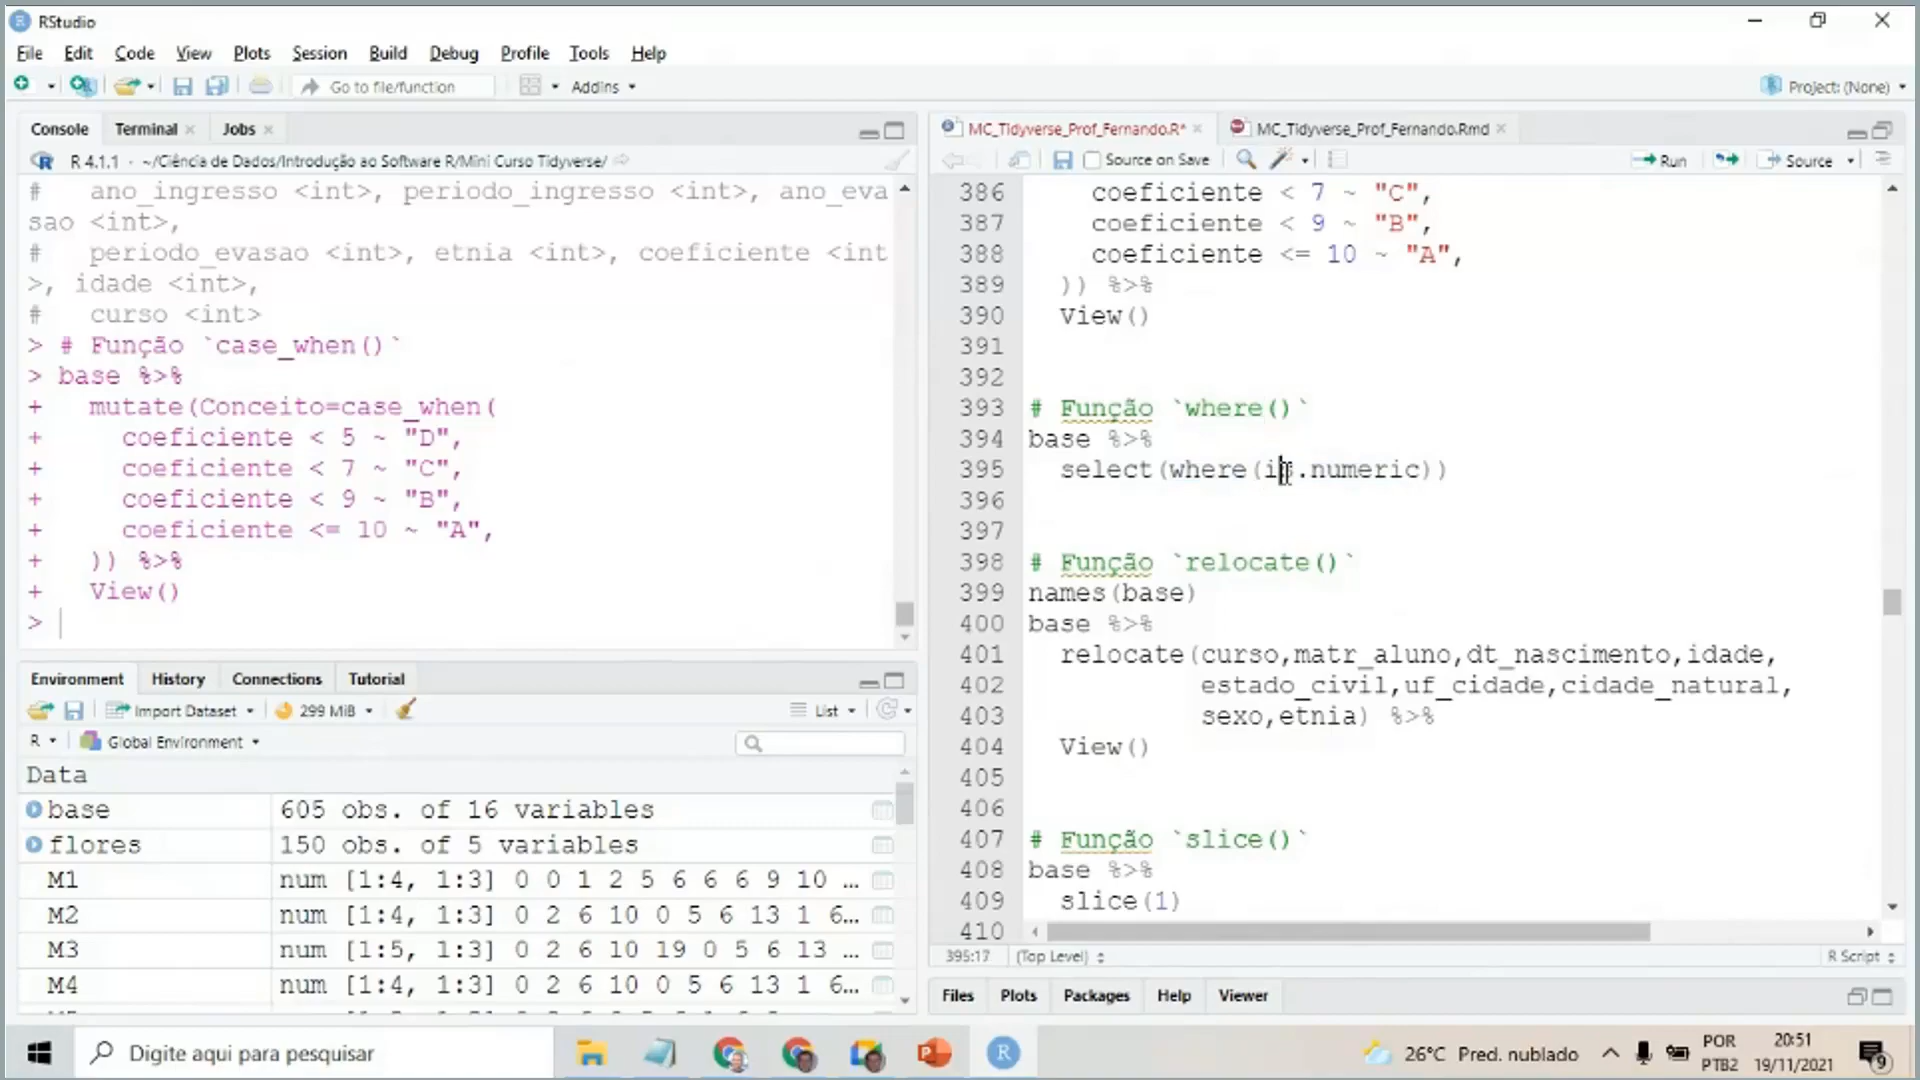 RStudio
File Edit Code View Plots Session Build Debug Profile Tools Help
Go to file/function Addins Project: (None)
Console Terminal Jobs
R 4.1.1 · ~/Ciência de Dados/Introdução ao Software R/Mini Curso Tidyverse/
# ano_ingresso <int>, periodo_ingresso <int>, ano_eva
sao <int>,
# periodo_evasao <int>, etnia <int>, coeficiente <int
>, idade <int>,
# curso <int>
> # Função `case_when()`
> base %>%
+ mutate(Conceito=case_when(
+ coeficiente < 5 ~ "D",
+ coeficiente < 7 ~ "C",
+ coeficiente < 9 ~ "B",
+ coeficiente <= 10 ~ "A",
+ )) %>%
+ View()
>
Environment History Connections Tutorial
Import Dataset 299 MiB List
R Global Environment
Data
base 605 obs. of 16 variables
flores 150 obs. of 5 variables
M1 num [1:4, 1:3] 0 0 1 2 5 6 6 6 9 10 ...
M2 num [1:4, 1:3] 0 2 6 10 0 5 6 13 1 6…
M3 num [1:5, 1:3] 0 2 6 10 19 0 5 6 13 …
M4 num [1:4, 1:3] 0 2 6 10 0 5 6 13 1 6…
MC_Tidyverse_Prof_Fernando.R* MC_Tidyverse_Prof_Fernando.Rmd
Source on Save Run Source
386 coeficiente < 7 ~ "C",
387 coeficiente < 9 ~ "B",
388 coeficiente <= 10 ~ "A",
389 )) %>%
390 View()
391
392
393 # Função `where()`
394 base %>%
395 select(where(is.numeric))
396
397
398 # Função `relocate()`
399 names(base)
400 base %>%
401 relocate(curso,matr_aluno,dt_nascimento,idade,
402 estado_civil,uf_cidade,cidade_natural,
403 sexo,etnia) %>%
404 View()
405
406
407 # Função `slice()`
408 base %>%
409 slice(1)
410
395:17 (Top Level) R Script
Files Plots Packages Help Viewer
Digite aqui para pesquisar
26°C Pred. nublado
POR
PTB2
20:51
19/11/2021
9